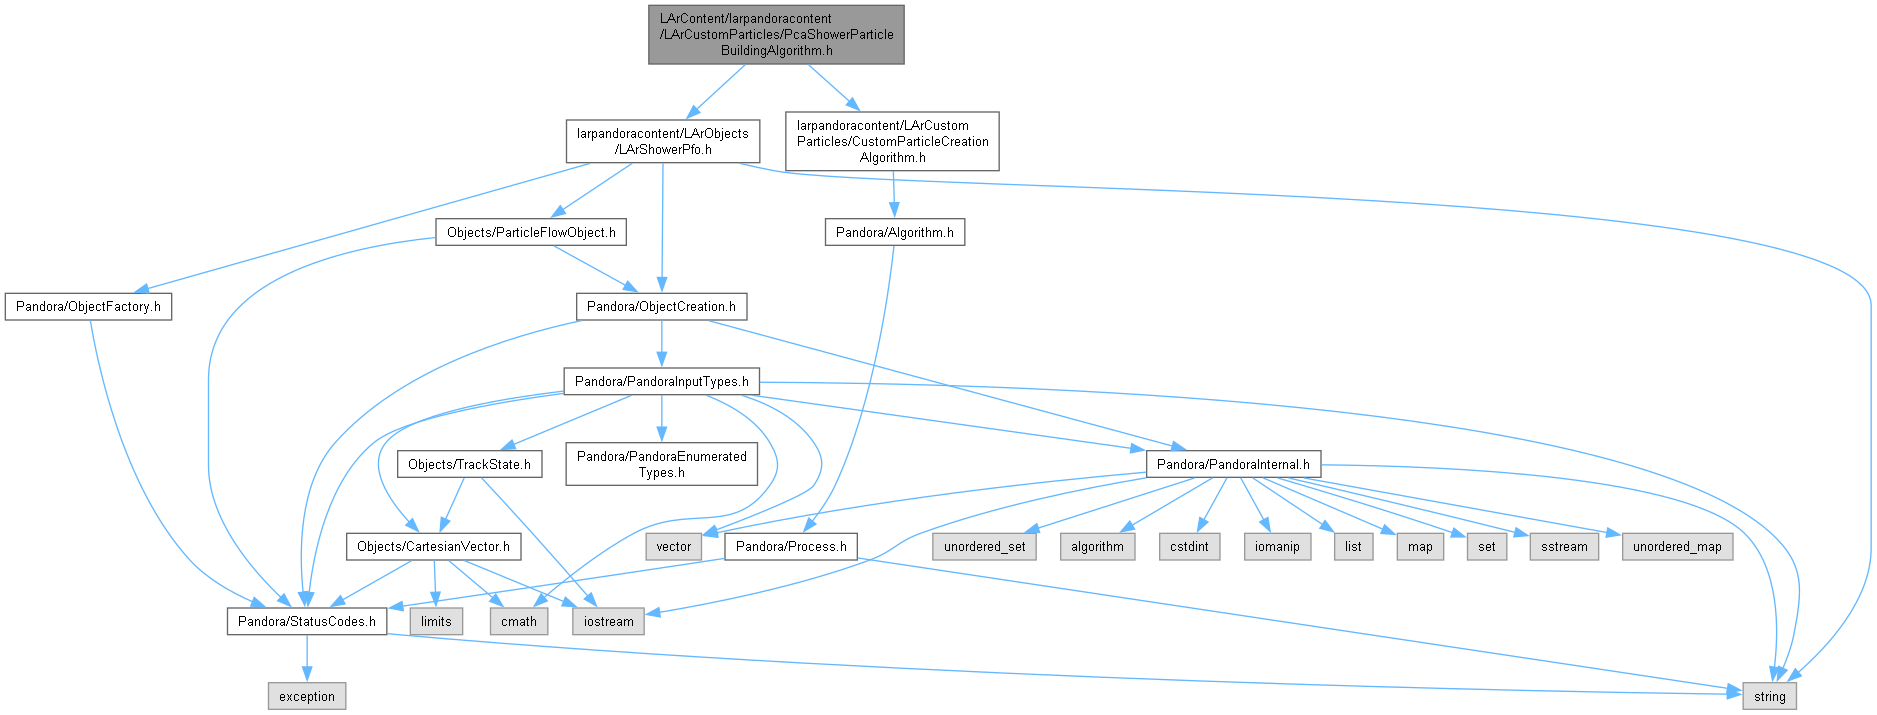 LArContent/larpandoracontent
/LArCustomParticles/PcaShowerParticle
BuildingAlgorithm.h
larpandoracontent/LArObjects
/LArShowerPfo.h
larpandoracontent/LArCustom
Particles/CustomParticleCreation
Algorithm.h
Objects/ParticleFlowObject.h
Pandora/Algorithm.h
Pandora/ObjectFactory.h
Pandora/ObjectCreation.h
Pandora/PandoraInputTypes.h
Objects/TrackState.h
Pandora/PandoraEnumerated
Types.h
Pandora/PandoraInternal.h
Objects/CartesianVector.h
vector
Pandora/Process.h
unordered_set
algorithm
cstdint
iomanip
list
map
set
sstream
unordered_map
Pandora/StatusCodes.h
limits
cmath
iostream
exception
string